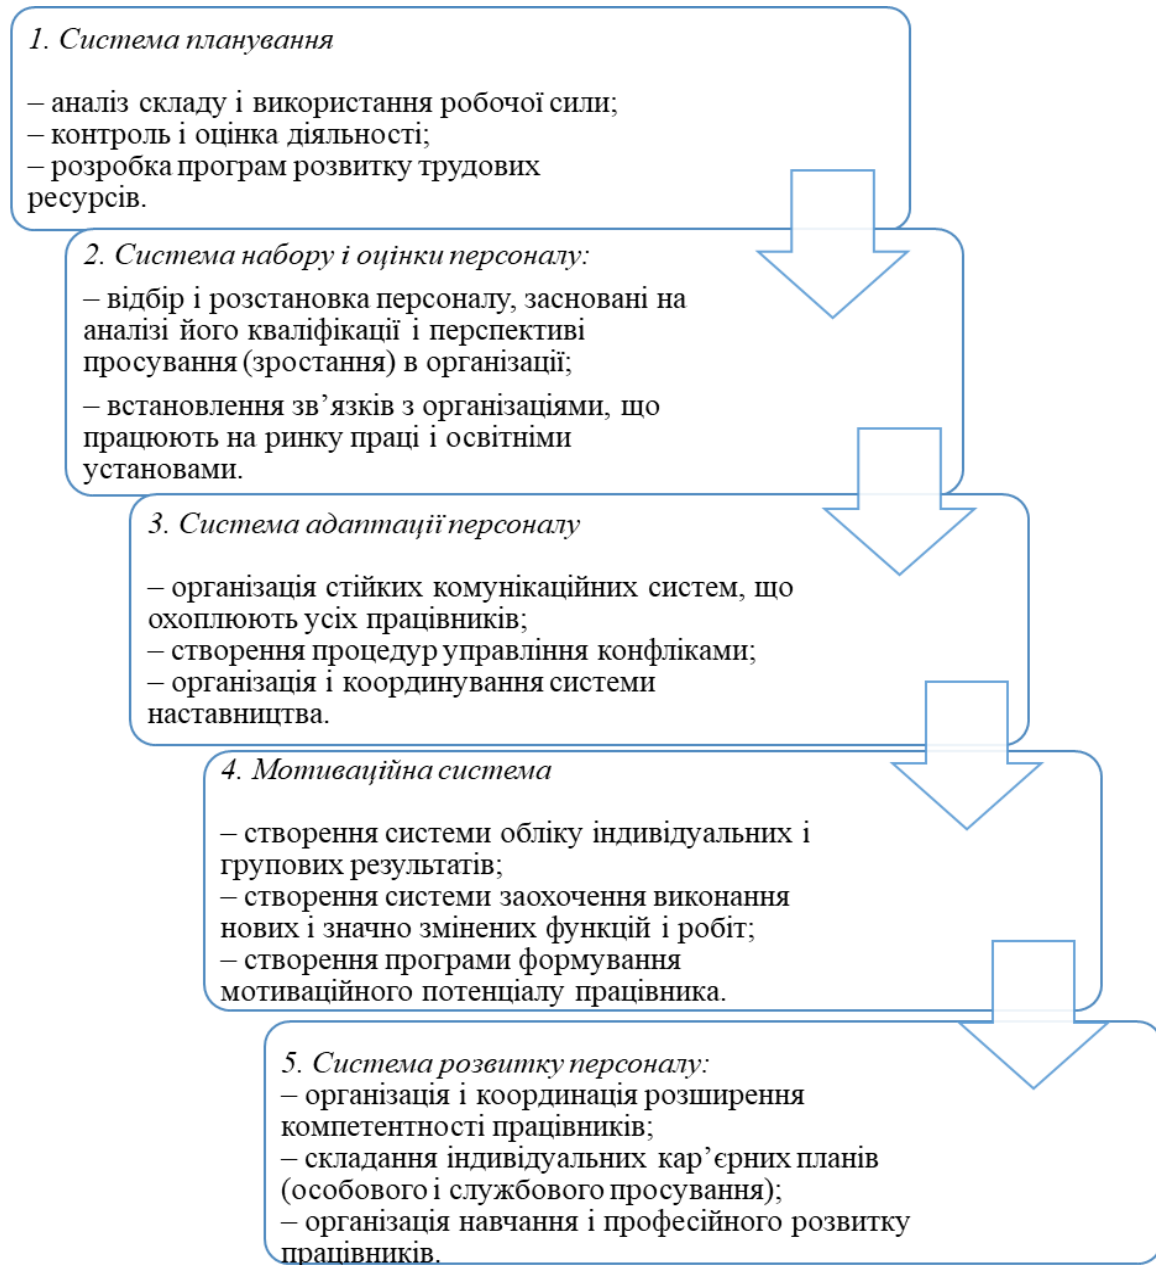 1. Система планування
– аналіз складу і використання робочої сили;
– контроль і оцінка діяльності;
– розробка програм розвитку трудових
ресурсів.
2. Система набору і оцінки персоналу:
– відбір і розстановка персоналу, засновані на
аналізі його кваліфікації і перспективі
просування (зростання) в організації;
– встановлення зв’язків з організаціями, що
працюють на ринку праці і освітніми
установами.
3. Система адаптації персоналу
– організація стійких комунікаційних систем, що
охоплюють усіх працівників;
– створення процедур управління конфліками;
– організація і координування системи
наставництва.
4. Мотиваційна система
– створення системи обліку індивідуальних і
групових результатів;
– створення системи заохочення виконання
нових і значно змінених функцій і робіт;
– створення програми формування
мотиваційного потенціалу працівника.
5. Система розвитку персоналу:
– організація і координація розширення
компетентності працівників;
– складання індивідуальних кар’єрних планів
(особового і службового просування);
– організація навчання і професійного розвитку
працівників.